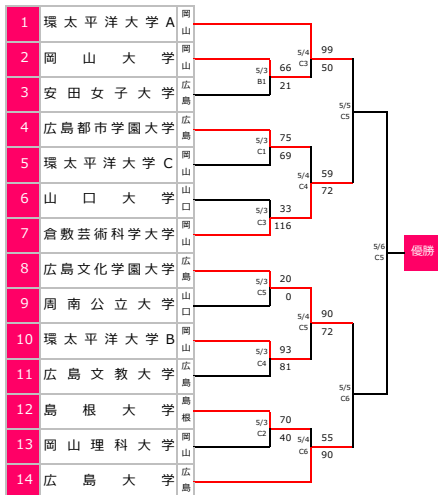 1 環太平洋大学A 岡山
2 岡山大学 岡山
3 安田女子大学 広島
4 広島都市学園大学 広島
5 環太平洋大学C 岡山
6 山口大学 山口
7 倉敷芸術科学大学 岡山
8 広島文化学園大学 広島
9 周南公立大学 山口
10 環太平洋大学B 岡山
11 広島文教大学 広島
12 島根大学 島根
13 岡山理科大学 岡山
14 広島大学 広島
5/3 B1 66 21
5/3 C1 75 69
5/3 C3 33 116
5/3 C5 20 0
5/3 C4 93 81
5/3 C2 70 40
5/4 C3 99 50
5/4 C4 59 72
5/4 C5 90 72
5/4 C6 55 90
5/5 C5
5/5 C6
5/6 C5
優勝